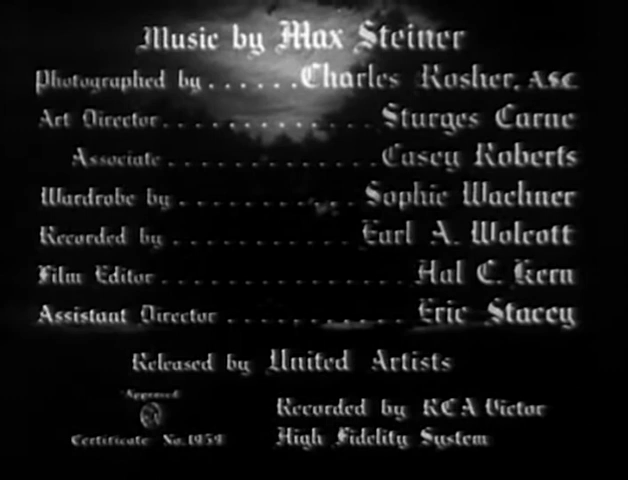 Music by Max Steiner
Photographed by......Charles Rosher, A.S.C.
Art Director..............Sturges Carne
Associate..............Casey Roberts
Wardrobe by............Sophie Wachner
Recorded by............Earl A. Wolcott
Film Editor.................Hal C. Kern
Assistant Director...........Eric Stacey
Released by United Artists
Approved
Certificate No. 1959
Recorded by RCA Victor
High Fidelity System